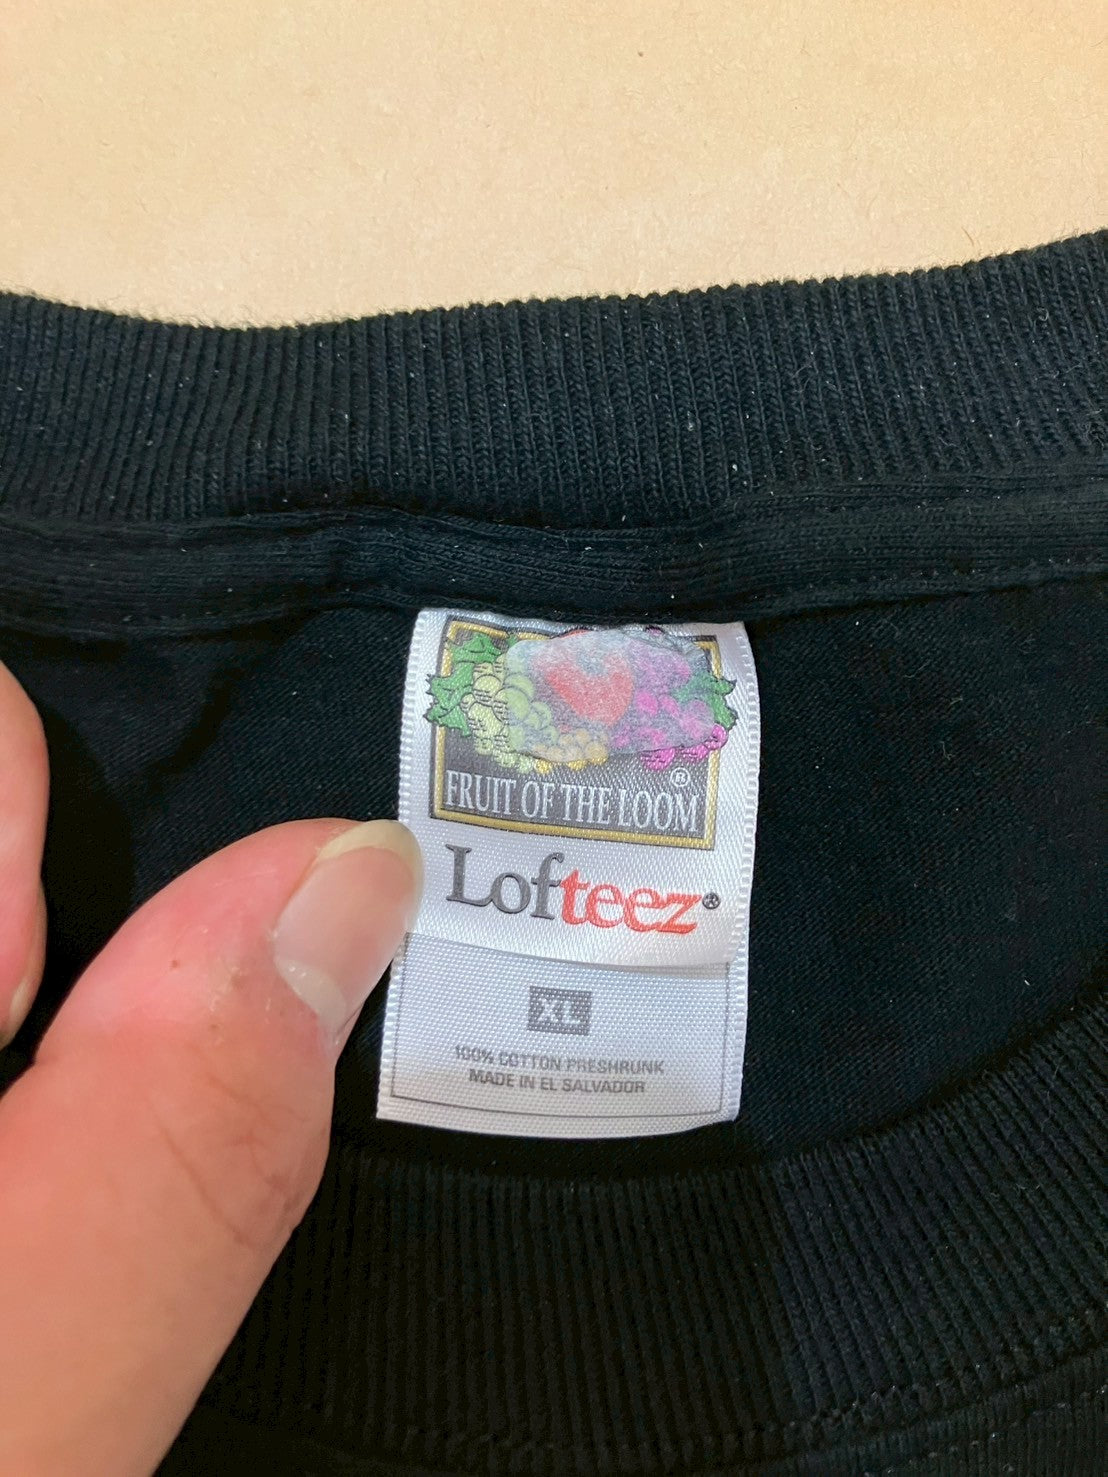 FRUIT OF THE LOOM®
Lofteez®
XL
100% COTTON PRESHRUNK
MADE IN EL SALVADOR